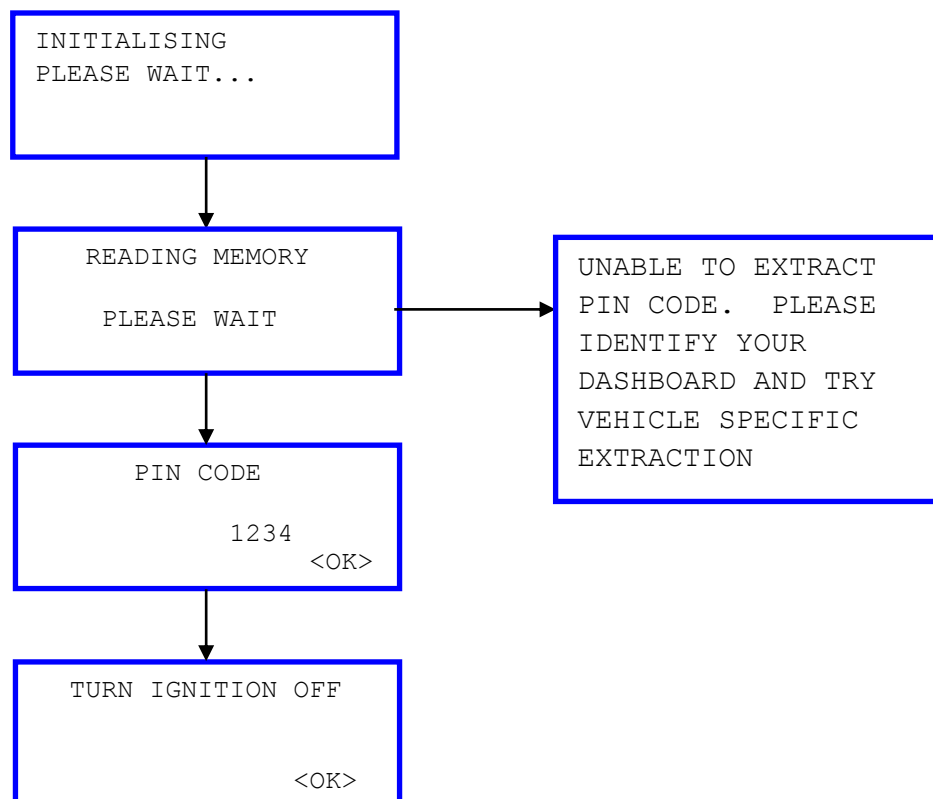 INITIALISING
PLEASE WAIT...
READING MEMORY
PLEASE WAIT
UNABLE TO EXTRACT
PIN CODE. PLEASE
IDENTIFY YOUR
DASHBOARD AND TRY
VEHICLE SPECIFIC
EXTRACTION
PIN CODE
1234
<OK>
TURN IGNITION OFF
<OK>